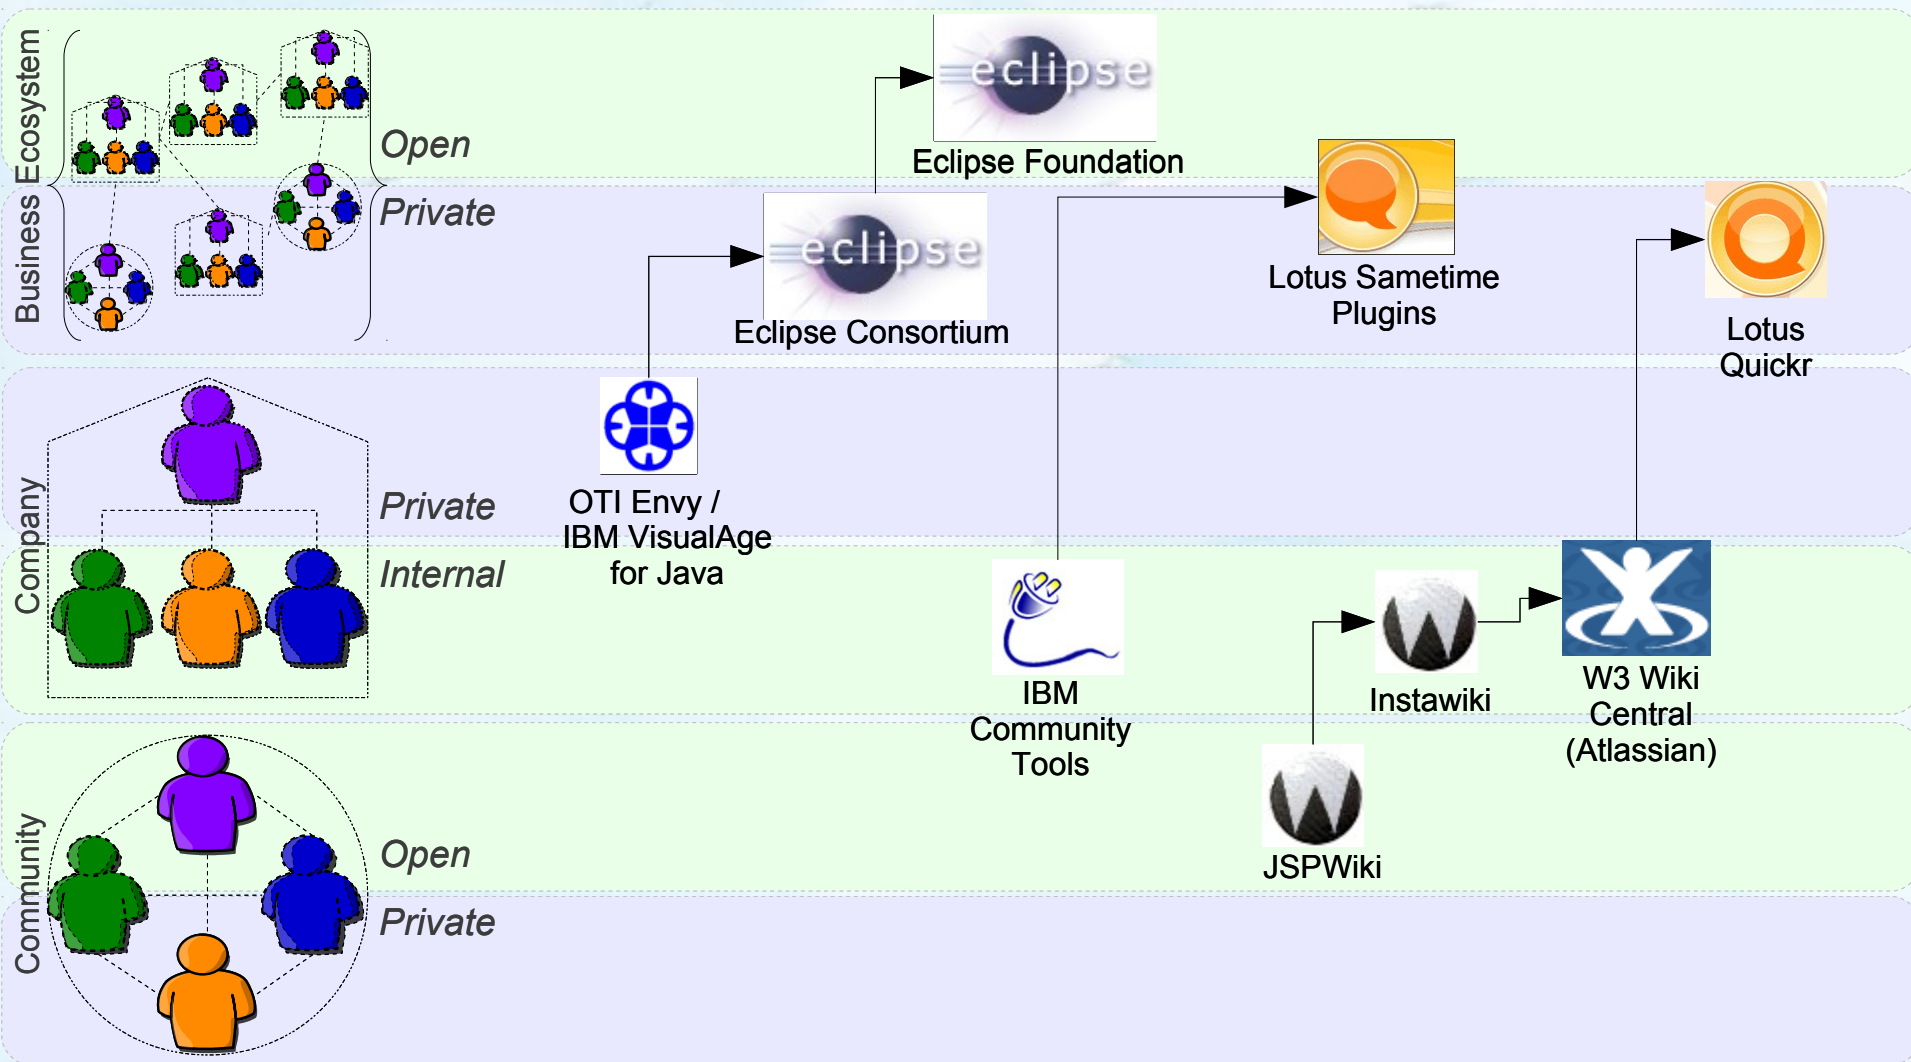 Business Ecosystem
Open
Private
eclipse
Eclipse Foundation
eclipse
Eclipse Consortium
Lotus Sametime
Plugins
Lotus
Quickr
Company
Private
Internal
OTI Envy /
IBM VisualAge
for Java
IBM
Community
Tools
W
Instawiki
W3 Wiki
Central
(Atlassian)
Community
Open
Private
W
JSPWiki